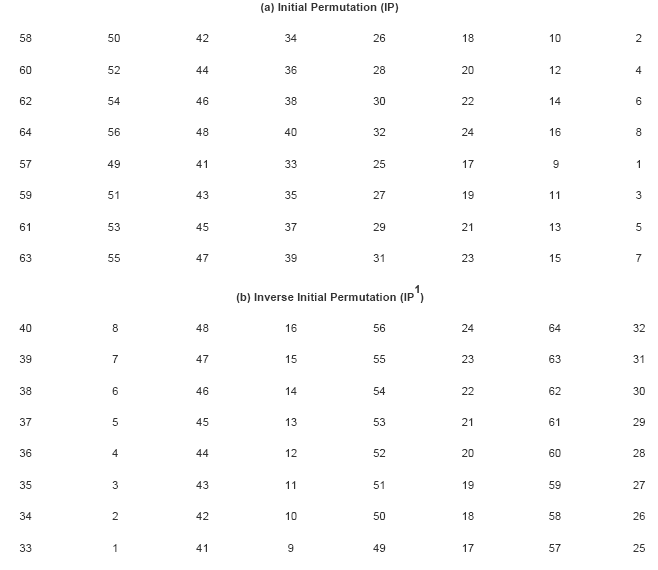 (a) Initial Permutation (IP)
58 50 42 34 26 18 10 2
60 52 44 36 28 20 12 4
62 54 46 38 30 22 14 6
64 56 48 40 32 24 16 8
57 49 41 33 25 17 9 1
59 51 43 35 27 19 11 3
61 53 45 37 29 21 13 5
63 55 47 39 31 23 15 7
(b) Inverse Initial Permutation (IP1)
40 8 48 16 56 24 64 32
39 7 47 15 55 23 63 31
38 6 46 14 54 22 62 30
37 5 45 13 53 21 61 29
36 4 44 12 52 20 60 28
35 3 43 11 51 19 59 27
34 2 42 10 50 18 58 26
33 1 41 9 49 17 57 25